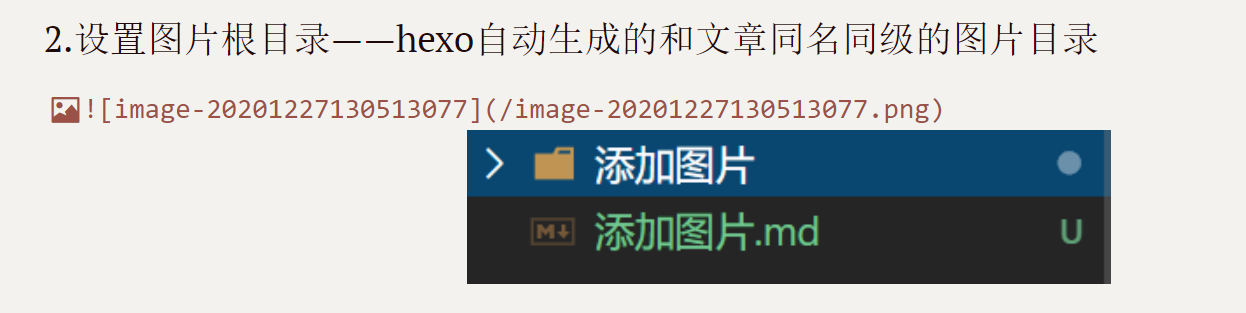 2.设置图片根目录——hexo自动生成的和文章同名同级的图片目录
![image-20201227130513077](/image-20201227130513077.png)
添加图片
M↓ 添加图片.md U